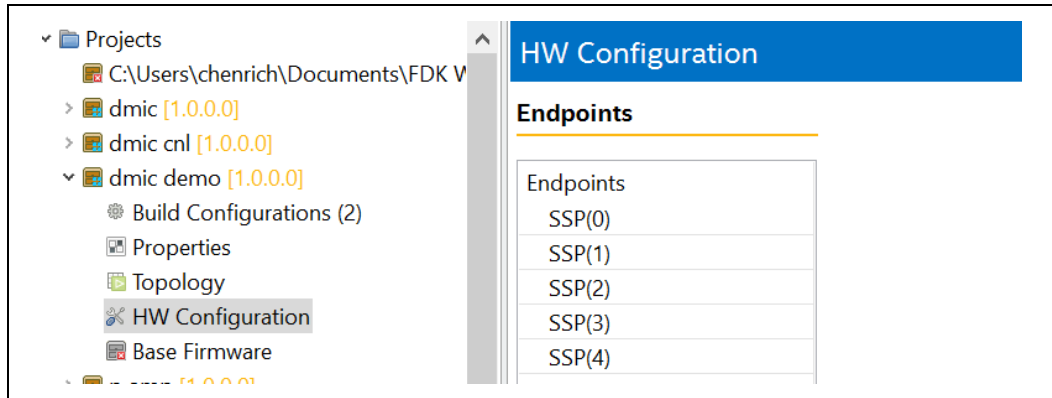 Projects
C:\Users\chenrich\Documents\FDK
dmic [1.0.0.0]
dmic cnl [1.0.0.0]
dmic demo [1.0.0.0]
Build Configurations (2)
Properties
Topology
HW Configuration
Base Firmware
HW Configuration
Endpoints
Endpoints
SSP(0)
SSP(1)
SSP(2)
SSP(3)
SSP(4)